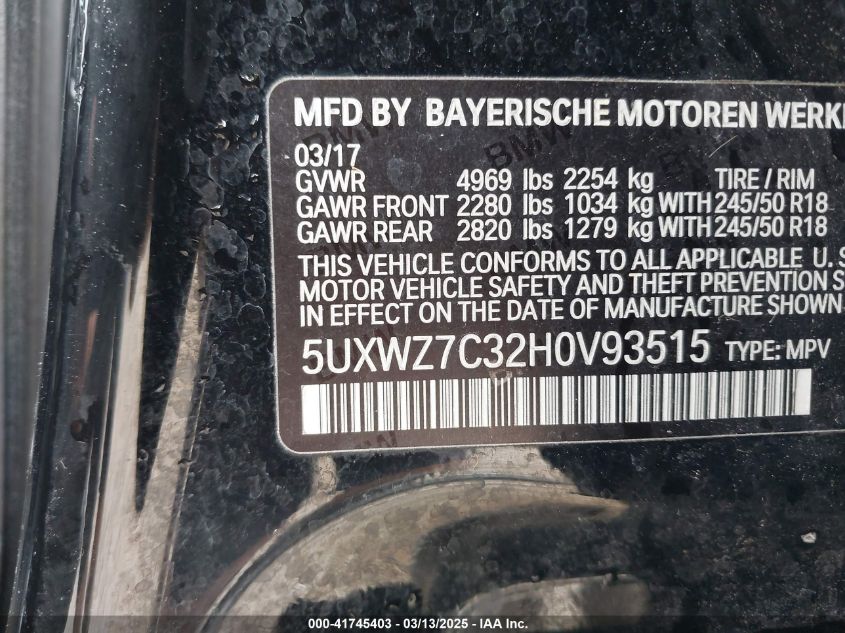 MFD BY BAYERISCHE MOTOREN
03/17
GVWR 4969 lbs 2254 kg TIRE / RIM
GAWR FRONT 2280 lbs 1034 kg WITH 245/50 R18
GAWR REAR 2820 lbs 1279 kg WITH 245/50 R18
THIS VEHICLE CONFORMS TO ALL APPLICABLE U.S
MOTOR VEHICLE SAFETY AND THEFT PREVENTION S
IN EFFECT ON THE DATE OF MANUFACTURE SHOWN
5UXWZ7C32H0V93515 TYPE: MPV
000-41745403 - 03/13/2025 - IAA Inc.